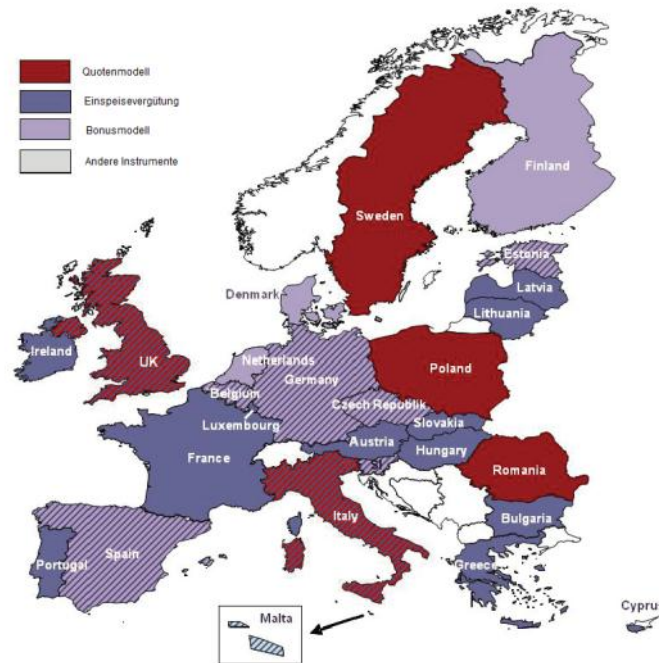 Quotenmodell
Einspeisevergütung
Bonusmodell
Andere Instrumente
Finland
Sweden
Estonia
Latvia
Denmark
Lithuania
Ireland
UK
Netherlands
Germany
Poland
Belgium
Czech Republik
Luxembourg
Slovakia
Austria
France
Hungary
Romania
Italy
Bulgaria
Spain
Portugal
Greece
Malta
Cyprus